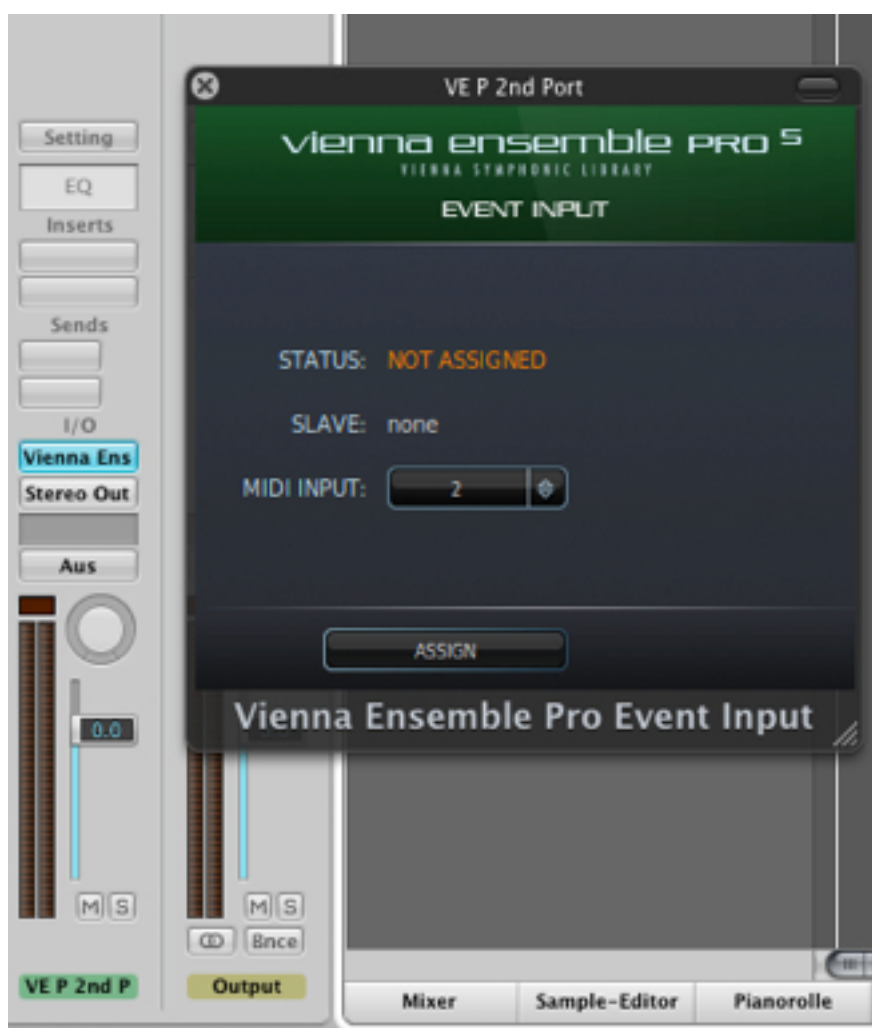 Setting
EQ
Inserts
Sends
I/O
Vienna Ens
Stereo Out
Aus
0.0
M S
VE P 2nd P
M S
Bnce
Output
VE P 2nd Port
vienna ensemble PRO 5
VIENNA SYMPHONIC LIBRARY
EVENT INPUT
STATUS: NOT ASSIGNED
SLAVE: none
MIDI INPUT: 2
ASSIGN
Vienna Ensemble Pro Event Input
Mixer
Sample-Editor
Pianorolle